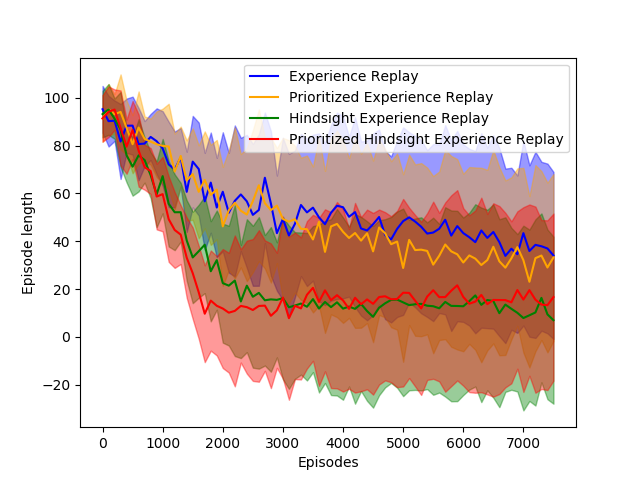 Experience Replay
Prioritized Experience Replay
Hindsight Experience Replay
Prioritized Hindsight Experience Replay
100
80
60
40
20
0
−20
Episode length
0 1000 2000 3000 4000 5000 6000 7000
Episodes